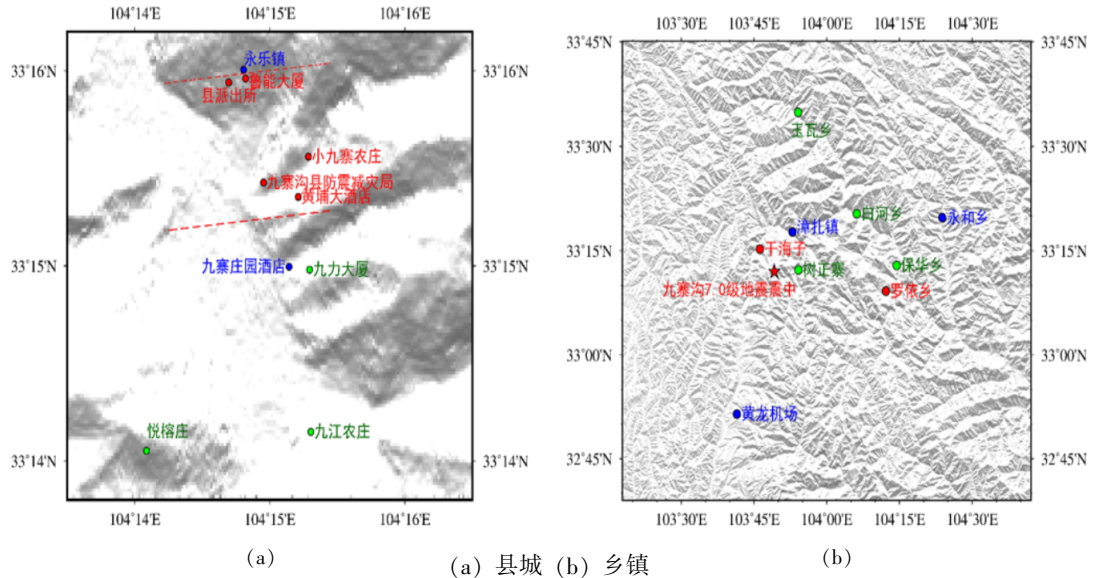 104°14′E 104°15′E 104°16′E
33°16′N 33°16′N
永乐镇
鲁能大厦
县派出所
小九寨农庄
九寨沟县防震减灾局
黄埔大酒店
33°15′N 33°15′N
九寨庄园酒店
九力大厦
悦榕庄
九江农庄
33°14′N 33°14′N
104°14′E 104°15′E 104°16′E
(a)
103°30′E 103°45′E 104°00′E 104°15′E 104°30′E
33°45′N 33°45′N
玉瓦乡
33°30′N 33°30′N
白河乡
永和乡
漳扎镇
33°15′N 33°15′N
干海子
树正寨
保华乡
九寨沟7.0级地震震中
罗依乡
33°00′N 33°00′N
黄龙机场
32°45′N 32°45′N
103°30′E 103°45′E 104°00′E 104°15′E 104°30′E
(b)
(a) 县城 (b) 乡镇